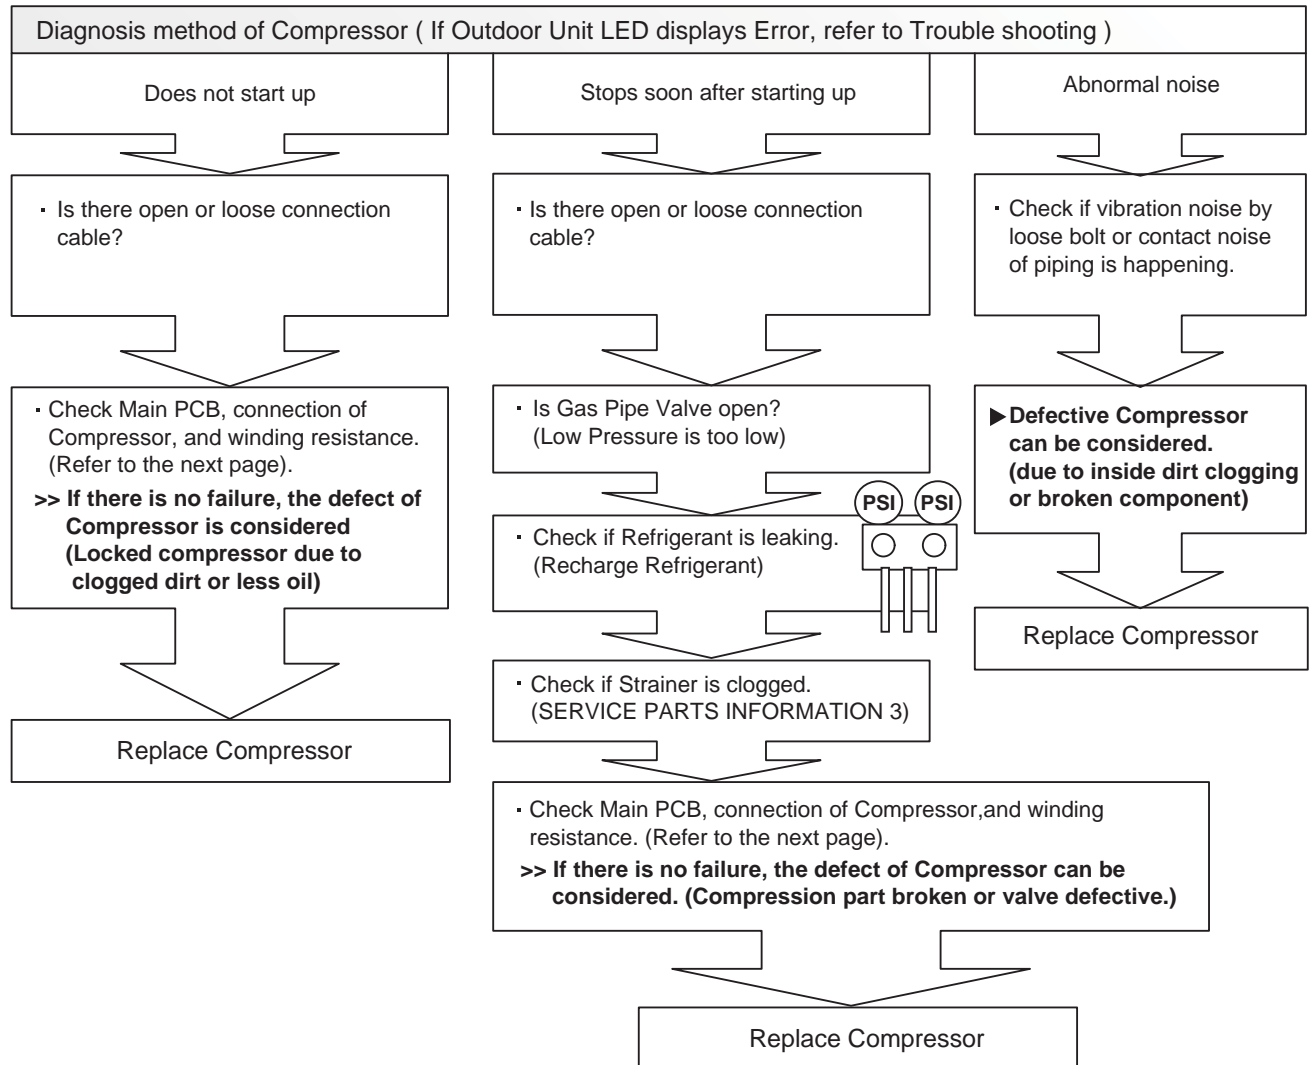 Diagnosis method of Compressor ( If Outdoor Unit LED displays Error, refer to Trouble shooting )
Does not start up
· Is there open or loose connection
cable?
· Check Main PCB, connection of
Compressor, and winding resistance.
(Refer to the next page).
>> If there is no failure, the defect of
Compressor is considered
(Locked compressor due to
clogged dirt or less oil)
Replace Compressor
Stops soon after starting up
· Is there open or loose connection
cable?
· Is Gas Pipe Valve open?
(Low Pressure is too low)
PSI PSI
· Check if Refrigerant is leaking.
(Recharge Refrigerant)
· Check if Strainer is clogged.
(SERVICE PARTS INFORMATION 3)
· Check Main PCB, connection of Compressor,and winding
resistance. (Refer to the next page).
>> If there is no failure, the defect of Compressor can be
considered. (Compression part broken or valve defective.)
Replace Compressor
Abnormal noise
· Check if vibration noise by
loose bolt or contact noise
of piping is happening.
▶Defective Compressor
can be considered.
(due to inside dirt clogging
or broken component)
Replace Compressor